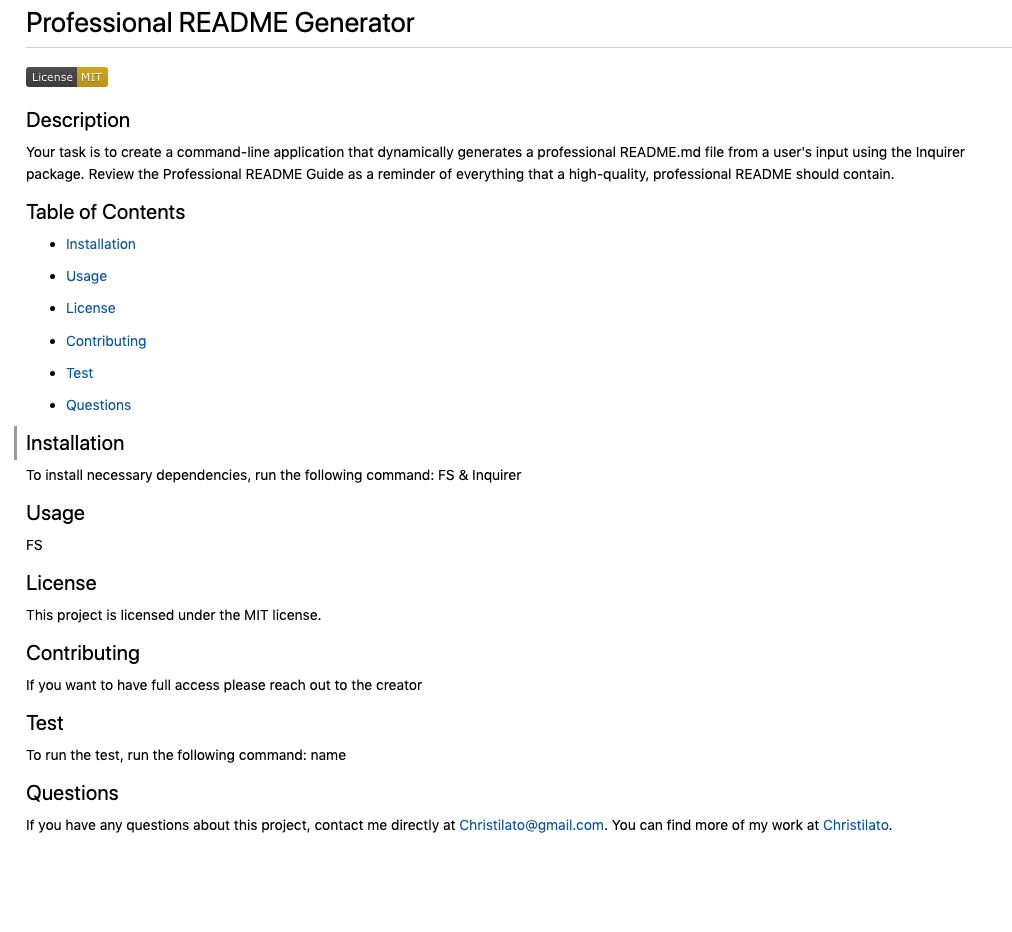 Professional README Generator
License MIT
Description
Your task is to create a command-line application that dynamically generates a professional README.md file from a user's input using the Inquirer
package. Review the Professional README Guide as a reminder of everything that a high-quality, professional README should contain.
Table of Contents
Installation
Usage
License
Contributing
Test
Questions
Installation
To install necessary dependencies, run the following command: FS & Inquirer
Usage
FS
License
This project is licensed under the MIT license.
Contributing
If you want to have full access please reach out to the creator
Test
To run the test, run the following command: name
Questions
If you have any questions about this project, contact me directly at Christilato@gmail.com. You can find more of my work at Christilato.